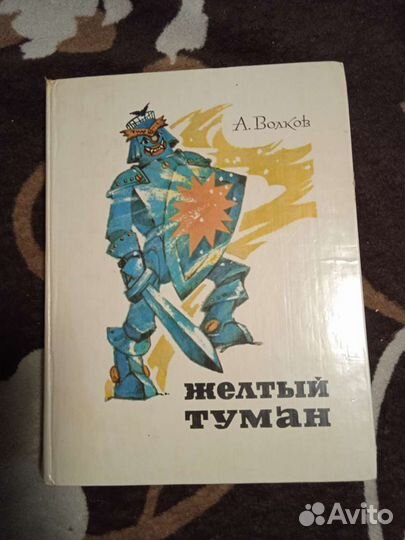 А. Волков
желтый
туман
Avito